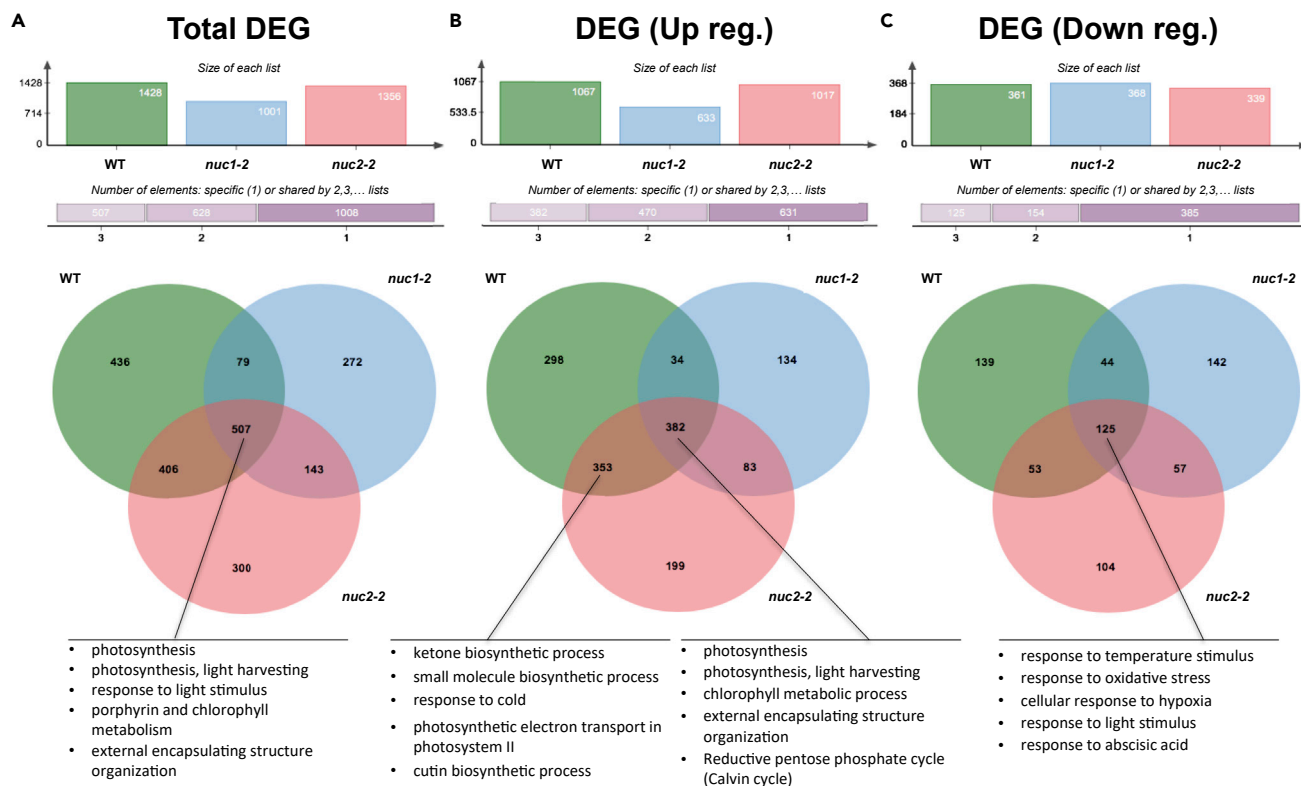 A Total DEG
Size of each list
1428
714
0
1428
1001
1356
WT nuc1-2 nuc2-2
Number of elements: specific (1) or shared by 2,3,... lists
507 628 1008
3 2 1
WT
nuc1-2
436 79 272
507
406 143
300
nuc2-2
• photosynthesis
• photosynthesis, light harvesting
• response to light stimulus
• porphyrin and chlorophyll
metabolism
• external encapsulating structure
organization
B DEG (Up reg.)
Size of each list
1067
533.5
0
1067
633
1017
WT nuc1-2 nuc2-2
Number of elements: specific (1) or shared by 2,3,... lists
382 470 631
3 2 1
WT
nuc1-2
298 34 134
382
353 83
199
nuc2-2
• ketone biosynthetic process
• small molecule biosynthetic process
• response to cold
• photosynthetic electron transport in
photosystem II
• cutin biosynthetic process
• photosynthesis
• photosynthesis, light harvesting
• chlorophyll metabolic process
• external encapsulating structure
organization
• Reductive pentose phosphate cycle
(Calvin cycle)
C DEG (Down reg.)
Size of each list
368
184
0
361
368
339
WT nuc1-2 nuc2-2
Number of elements: specific (1) or shared by 2,3,... lists
125 154 385
3 2 1
WT
nuc1-2
139 44 142
125
53 57
104
nuc2-2
• response to temperature stimulus
• response to oxidative stress
• cellular response to hypoxia
• response to light stimulus
• response to abscisic acid